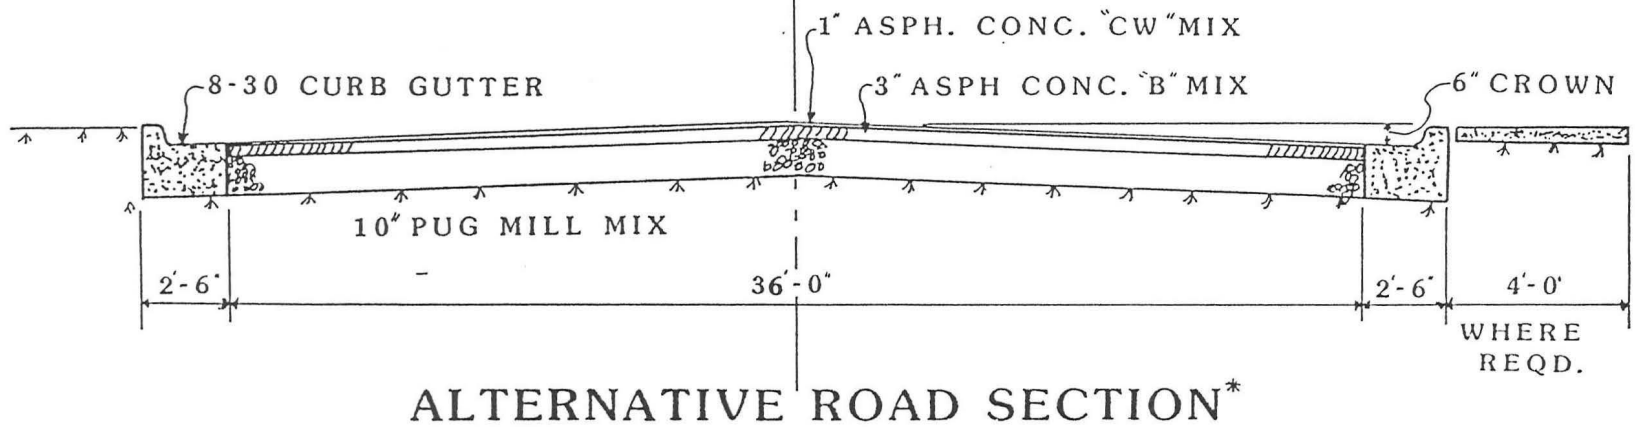 1" ASPH. CONC. "CW" MIX
8-30 CURB GUTTER
3" ASPH CONC. "B" MIX
6" CROWN
10" PUG MILL MIX
2'-6"
36'-0"
2'-6"
4'-0'
WHERE
REQD.
ALTERNATIVE ROAD SECTION*